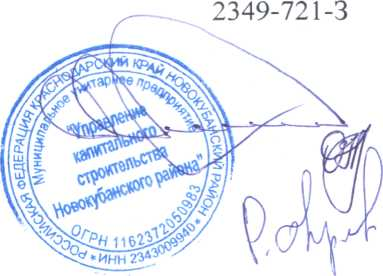 2349-721-3
РОССИЙСКАЯ ФЕДЕРАЦИЯ КРАСНОДАРСКИЙ КРАЙ НОВОКУБАНСКИЙ РАЙОН
* ИНН 2343009940 *
Муниципальное унитарное предприятие
ОГРН 1162372050983
"Управление
капитального
строительства
Новокубанского района"